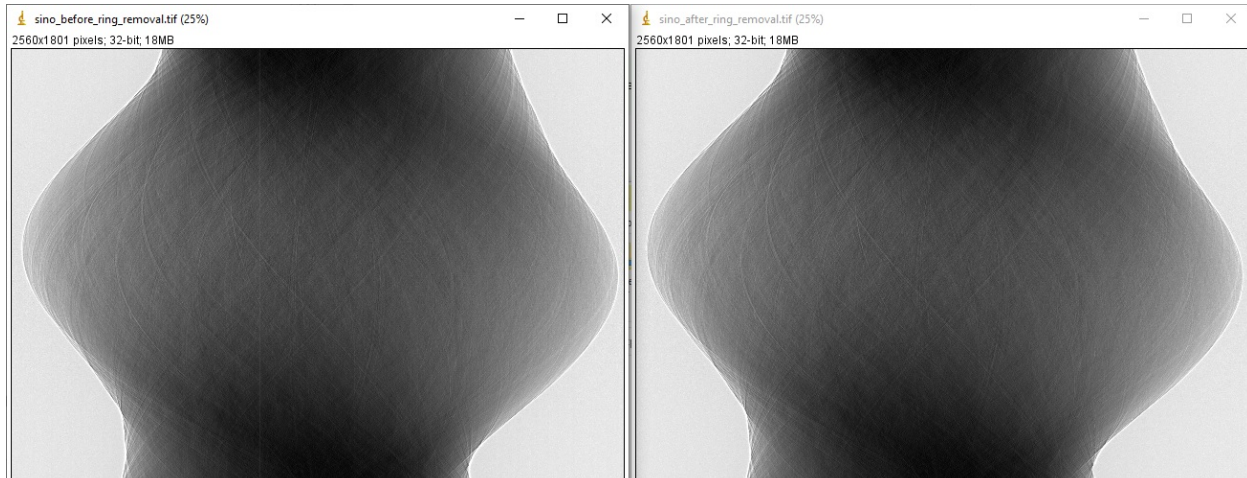 sino_before_ring_removal.tif (25%)
2560x1801 pixels; 32-bit; 18MB
sino_after_ring_removal.tif (25%)
2560x1801 pixels; 32-bit; 18MB